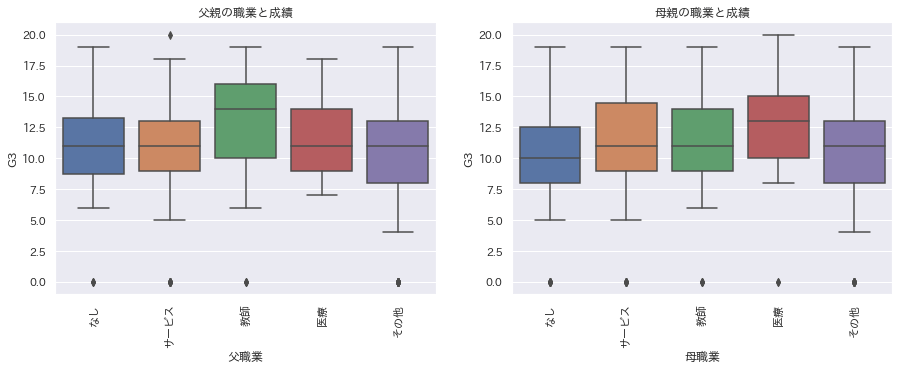 父親の職業と成績
20.0
17.5
15.0
12.5
10.0
7.5
5.0
2.5
0.0
G3
なし
サービス
教師
医療
その他
父職業
母親の職業と成績
20.0
17.5
15.0
12.5
10.0
7.5
5.0
2.5
0.0
G3
なし
サービス
教師
医療
その他
母職業